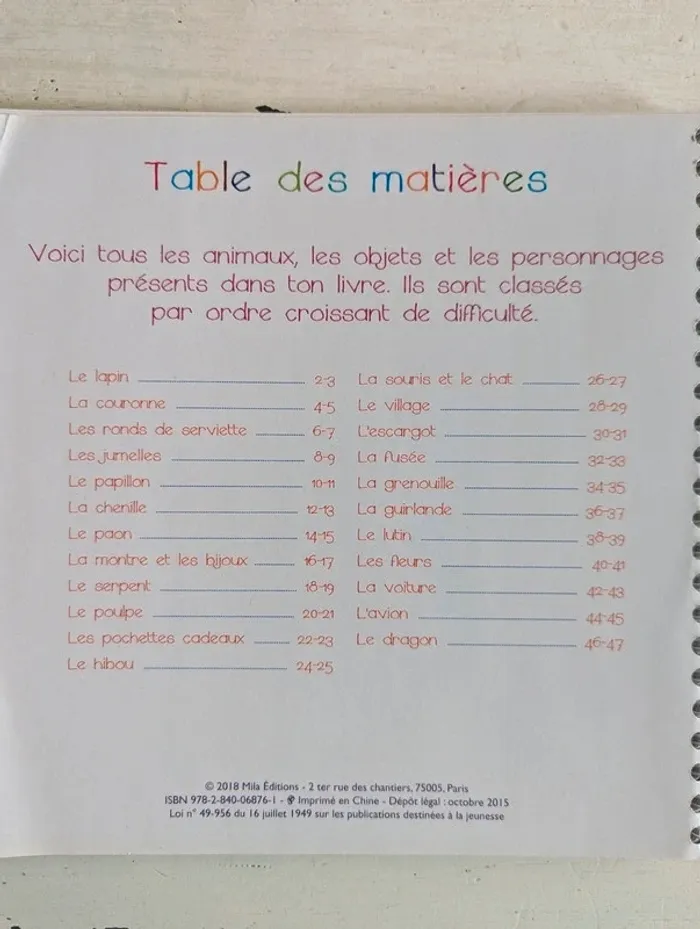 Table des matières
Voici tous les animaux, les objets et les personnages
présents dans ton livre. Ils sont classés
par ordre croissant de difficulté.
Le lapin 2-3
La couronne 4-5
Les ronds de serviette 6-7
Les jumelles 8-9
Le papillon 10-11
La chenille 12-13
Le paon 14-15
La montre et les bijoux 16-17
Le serpent 18-19
Le poulpe 20-21
Les pochettes cadeaux 22-23
Le hibou 24-25
La souris et le chat 26-27
Le village 28-29
L'escargot 30-31
La fusée 32-33
La grenouille 34-35
La guirlande 36-37
Le lutin 38-39
Les fleurs 40-41
La voiture 42-43
L'avion 44-45
Le dragon 46-47
© 2018 Mila Éditions - 2 ter rue des chantiers, 75005, Paris
ISBN 978-2-840-06876-1 - Imprimé en Chine - Dépôt légal : octobre 2015
Loi n° 49-956 du 16 juillet 1949 sur les publications destinées à la jeunesse